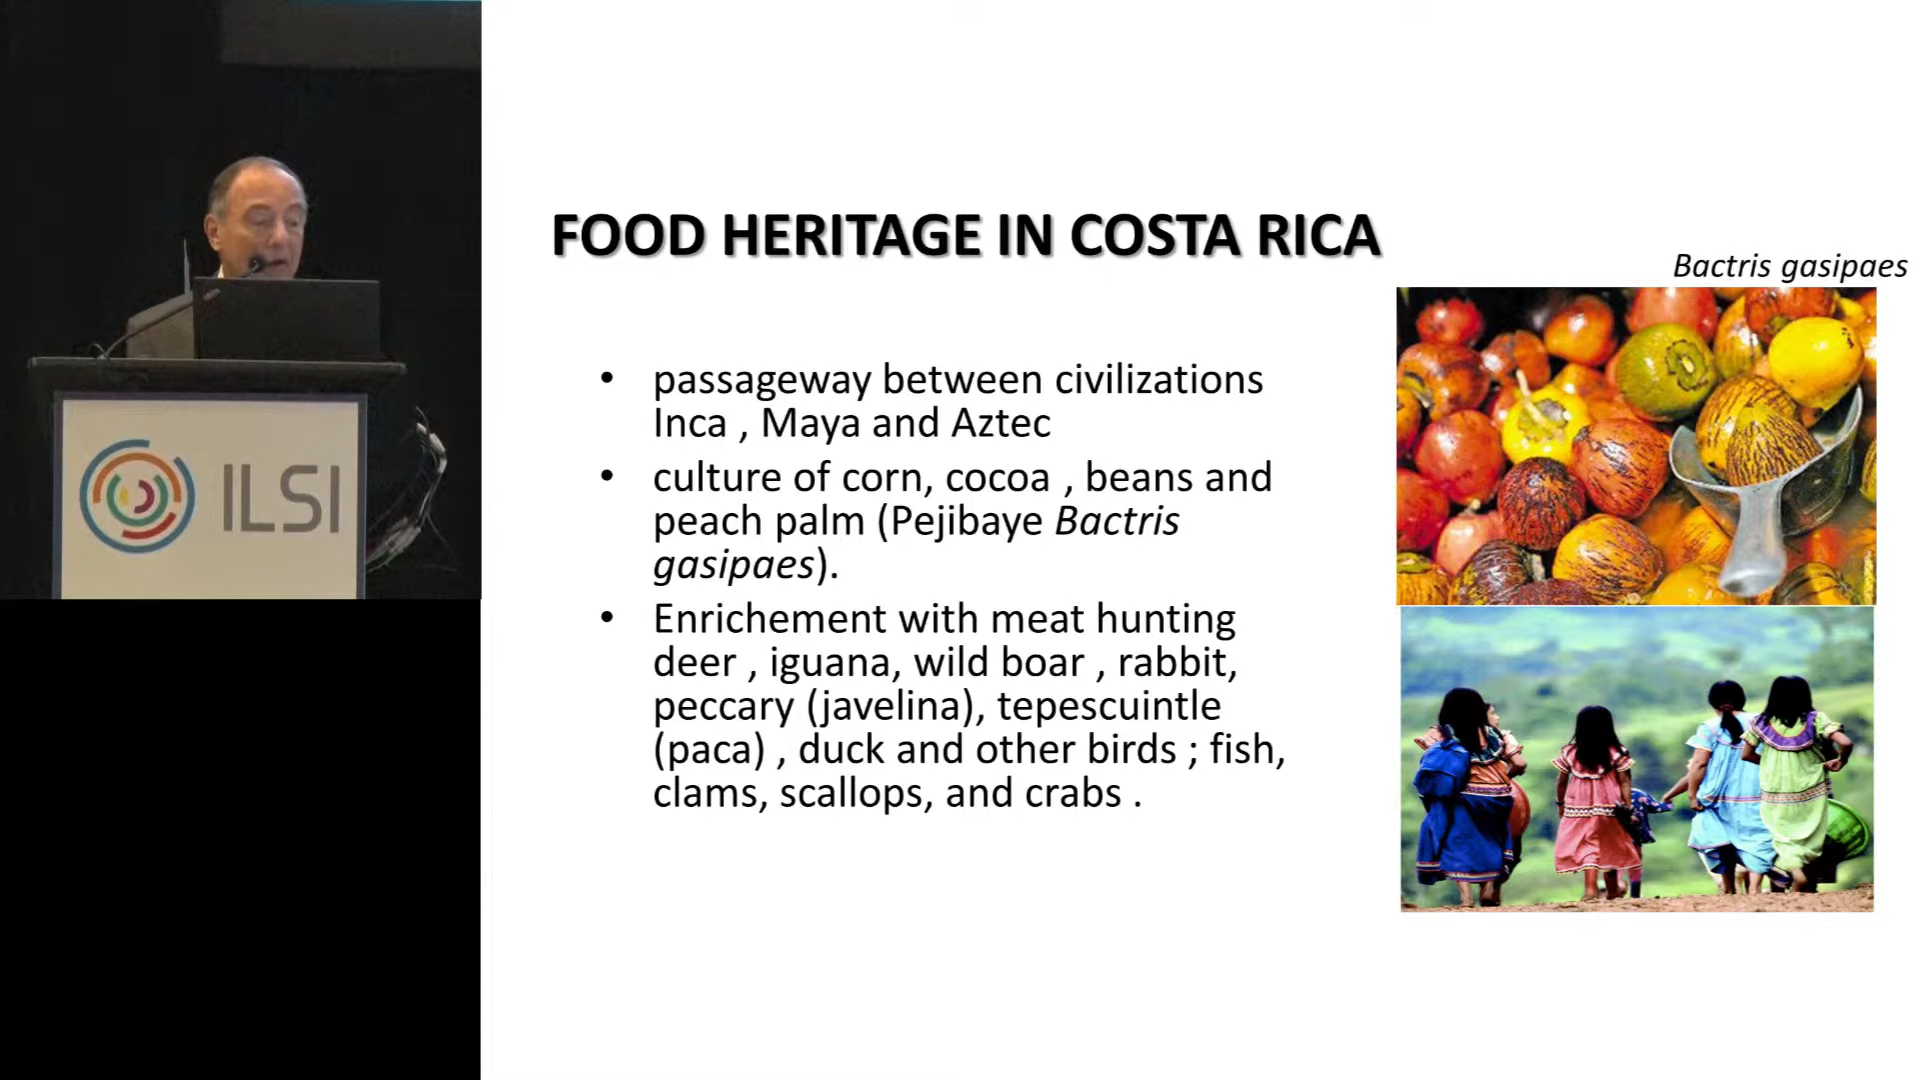 FOOD HERITAGE IN COSTA RICA
Bactris gasipaes
• passageway between civilizations
Inca , Maya and Aztec
• culture of corn, cocoa , beans and
peach palm (Pejibaye Bactris
gasipaes).
• Enrichement with meat hunting
deer , iguana, wild boar , rabbit,
peccary (javelina), tepescuintle
(paca) , duck and other birds ; fish,
clams, scallops, and crabs .
ILSI